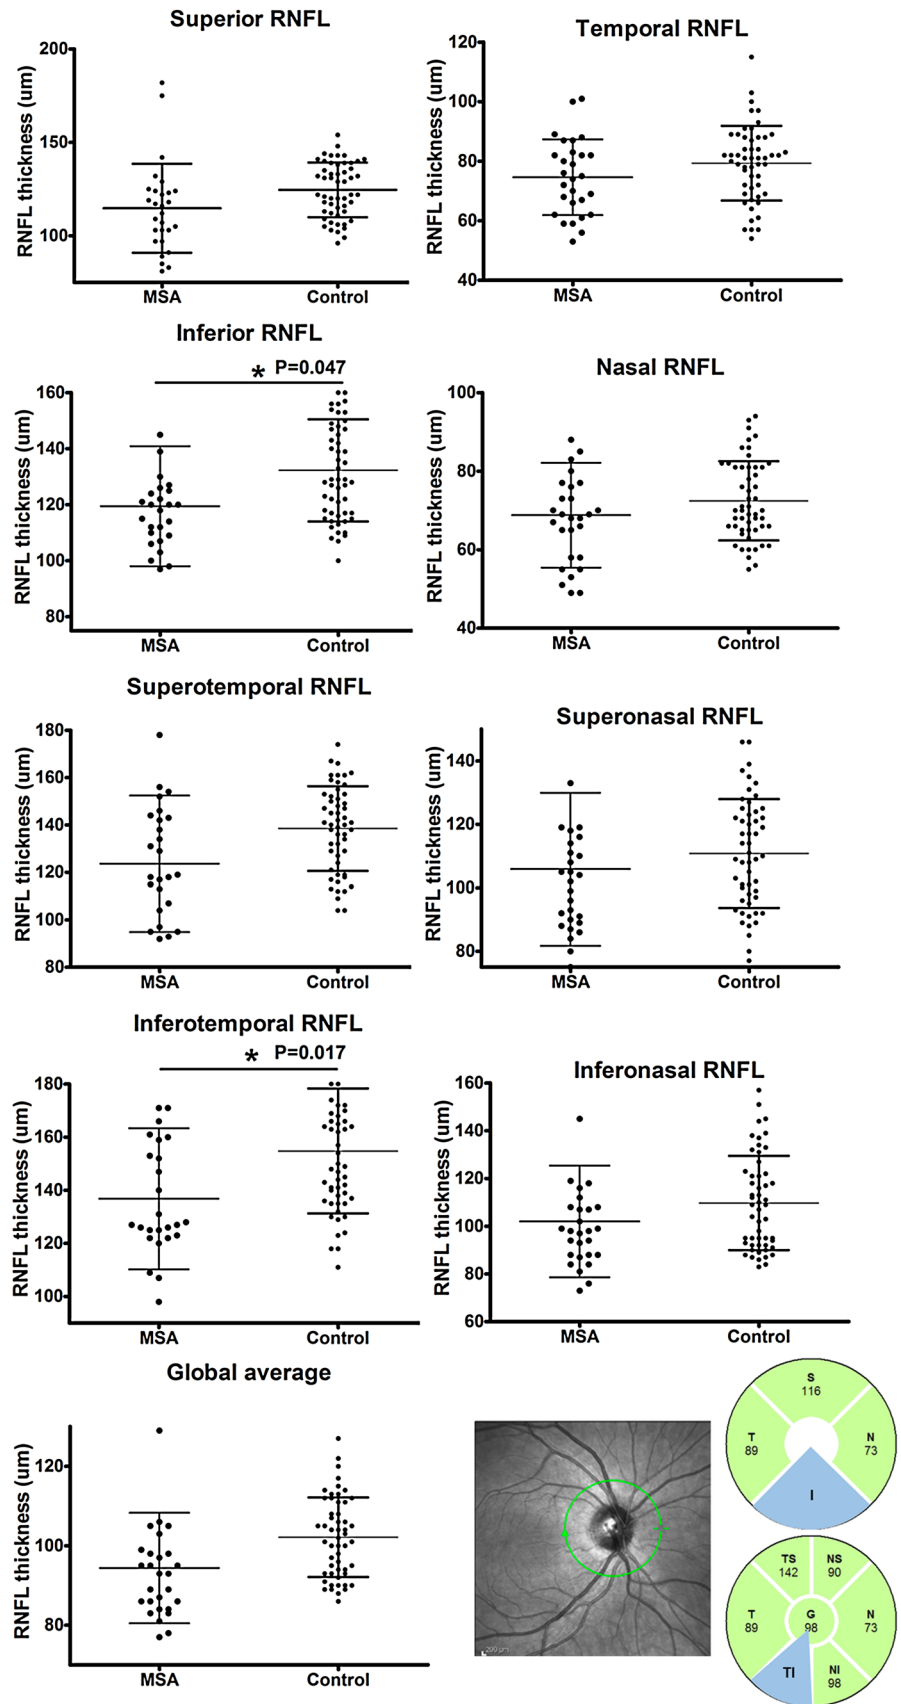 Superior RNFL
RNFL thickness (um)
200
150
100
MSA
Control
Temporal RNFL
RNFL thickness (um)
120
100
80
60
40
MSA
Control
Inferior RNFL
* P=0.047
RNFL thickness (um)
160
140
120
100
80
MSA
Control
Nasal RNFL
RNFL thickness (um)
100
80
60
40
MSA
Control
Superotemporal RNFL
RNFL thickness (um)
180
160
140
120
100
80
MSA
Control
Superonasal RNFL
RNFL thickness (um)
140
120
100
80
MSA
Control
Inferotemporal RNFL
* P=0.017
RNFL thickness (um)
180
160
140
120
100
MSA
Control
Inferonasal RNFL
RNFL thickness (um)
160
140
120
100
80
60
MSA
Control
Global average
RNFL thickness (um)
120
100
80
MSA
Control
200 µm
S
116
T
89
N
73
I
TS
142
NS
90
T
89
G
98
N
73
TI
NI
98